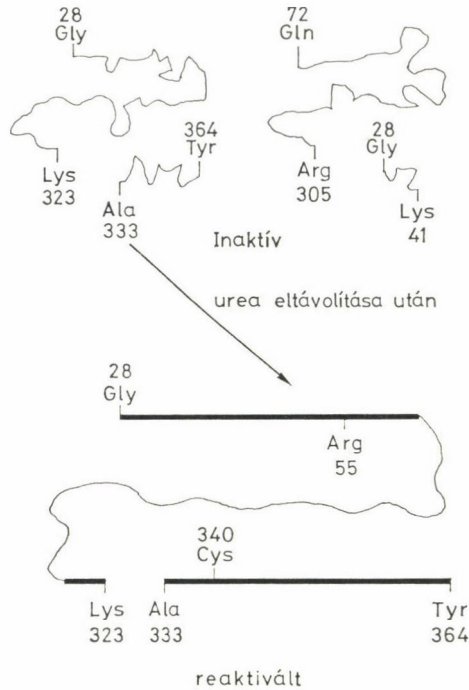 28
Gly
72
Gln
364
Tyr
28
Gly
Lys
323
Arg
305
Lys
41
Ala
333
Inaktív
urea eltávolítása után
28
Gly
Arg
55
340
Cys
Lys
323
Ala
333
Tyr
364
reaktivált